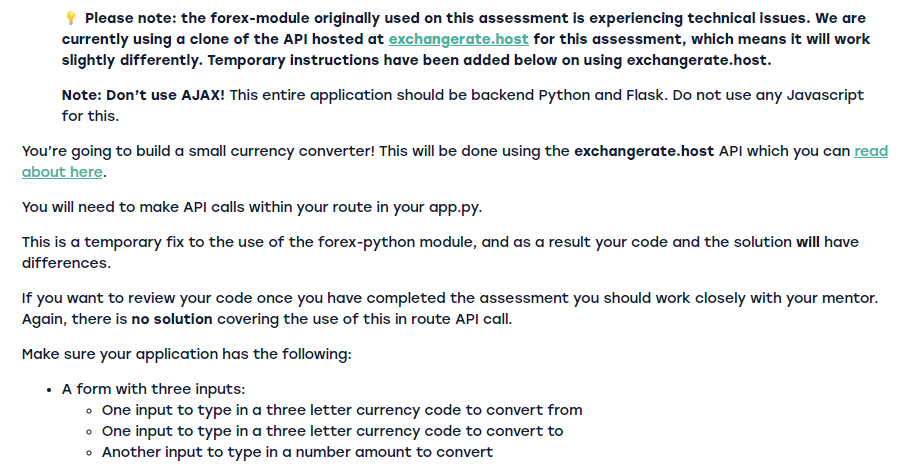 💡 Please note: the forex-module originally used on this assessment is experiencing technical issues. We are
currently using a clone of the API hosted at exchangerate.host for this assessment, which means it will work
slightly differently. Temporary instructions have been added below on using exchangerate.host.
Note: Don’t use AJAX! This entire application should be backend Python and Flask. Do not use any Javascript
for this.
You’re going to build a small currency converter! This will be done using the exchangerate.host API which you can read
about here.
You will need to make API calls within your route in your app.py.
This is a temporary fix to the use of the forex-python module, and as a result your code and the solution will have
differences.
If you want to review your code once you have completed the assessment you should work closely with your mentor.
Again, there is no solution covering the use of this in route API call.
Make sure your application has the following:
• A form with three inputs:
◦ One input to type in a three letter currency code to convert from
◦ One input to type in a three letter currency code to convert to
◦ Another input to type in a number amount to convert